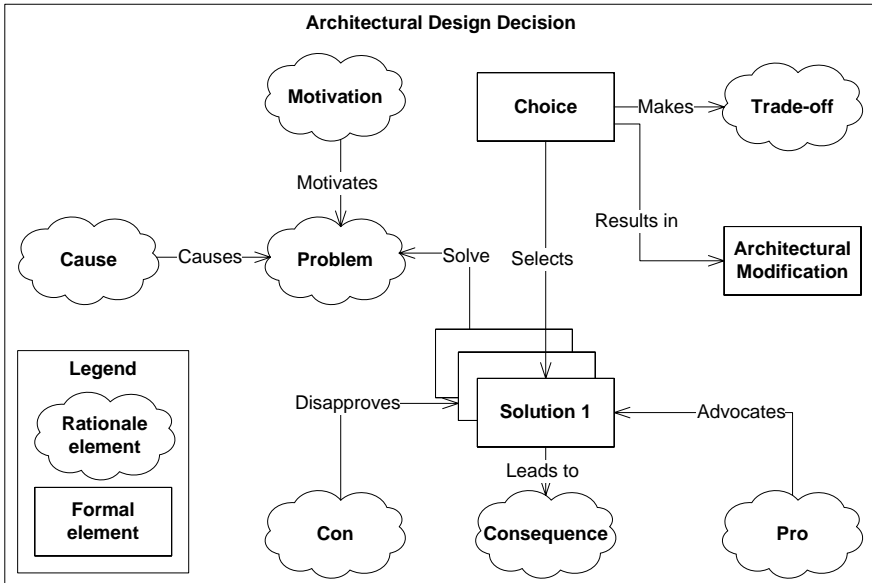 Architectural Design Decision
Motivation
Choice
Makes
Trade-off
Motivates
Results in
Cause
Causes
Problem
Solve
Selects
Architectural
Modification
Legend
Rationale
element
Formal
element
Disapproves
Solution 1
Advocates
Leads to
Con
Consequence
Pro